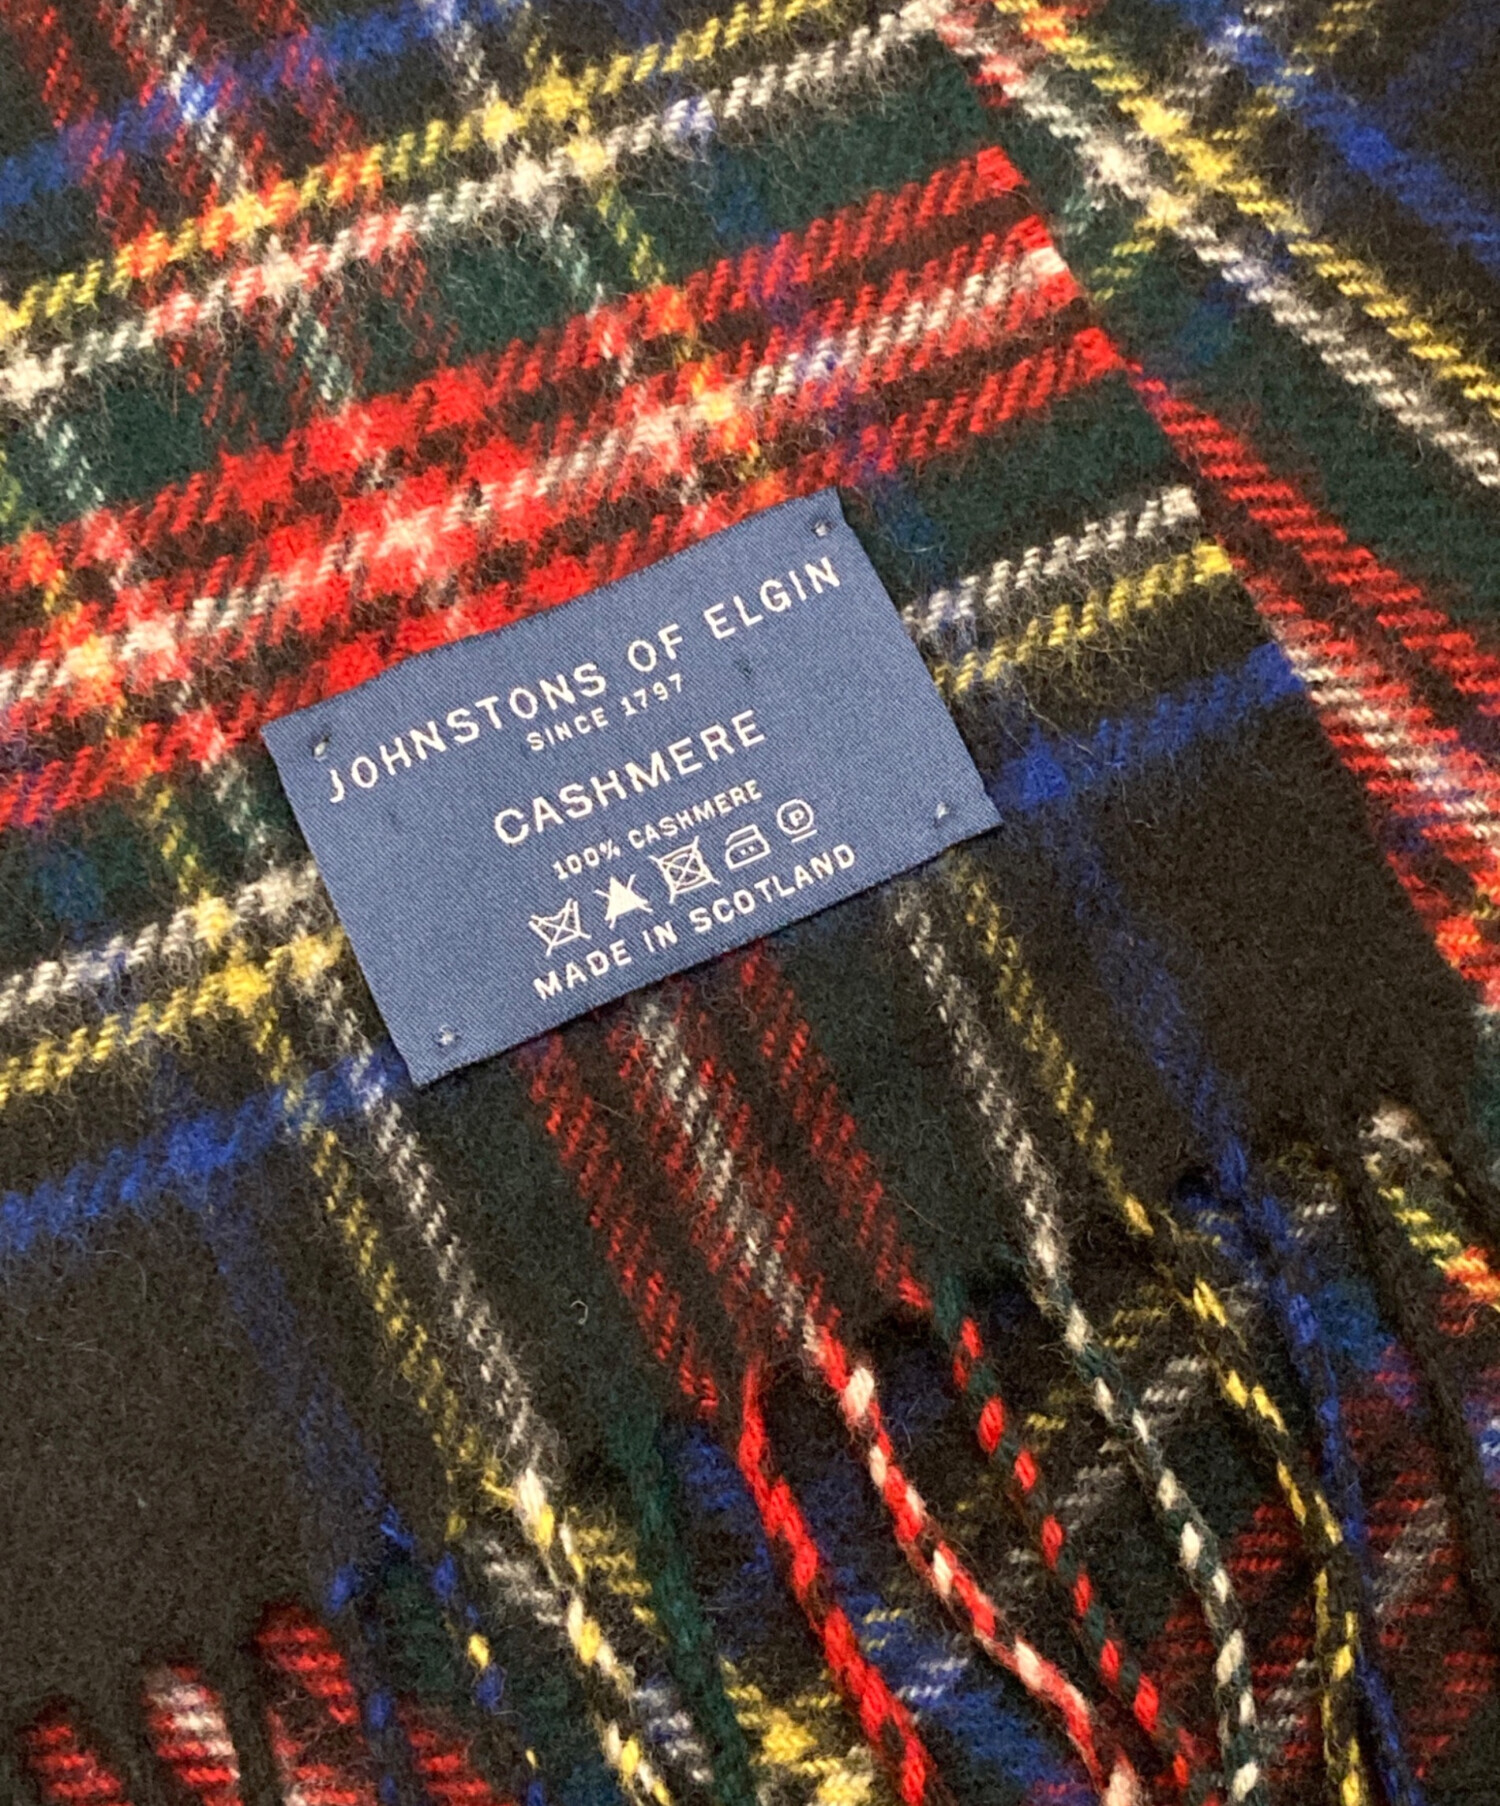 JOHNSTONS OF ELGIN
SINCE 1797
CASHMERE
100% CASHMERE
P
MADE IN SCOTLAND